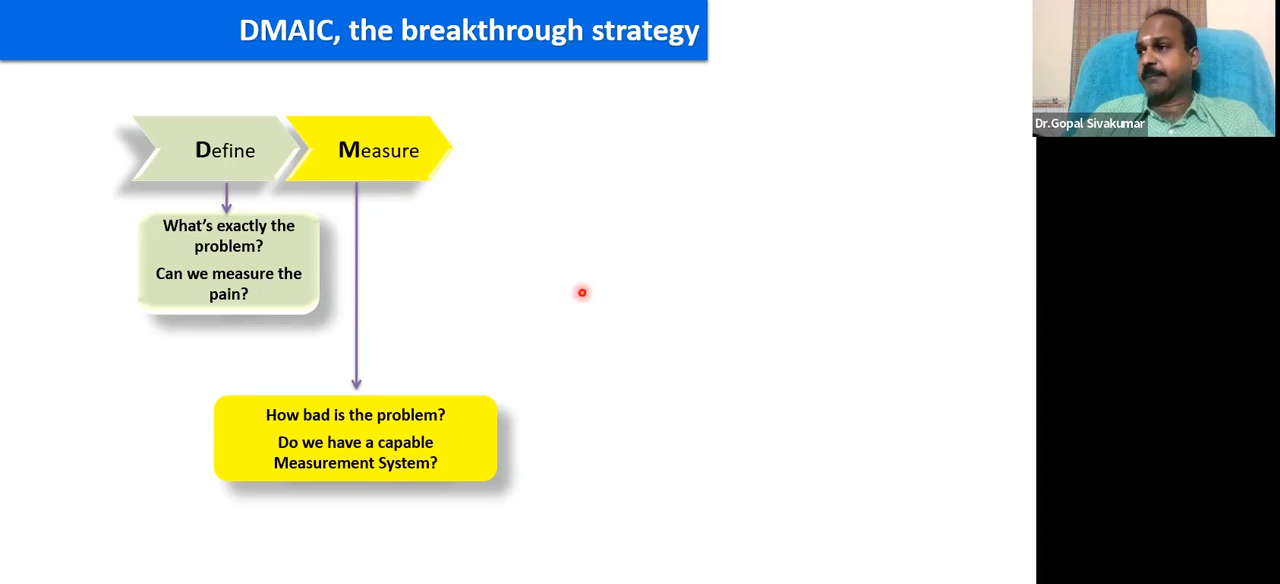 DMAIC, the breakthrough strategy
Dr.Gopal Sivakumar
Define
Measure
What's exactly the
problem?
Can we measure the
pain?
How bad is the problem?
Do we have a capable
Measurement System?